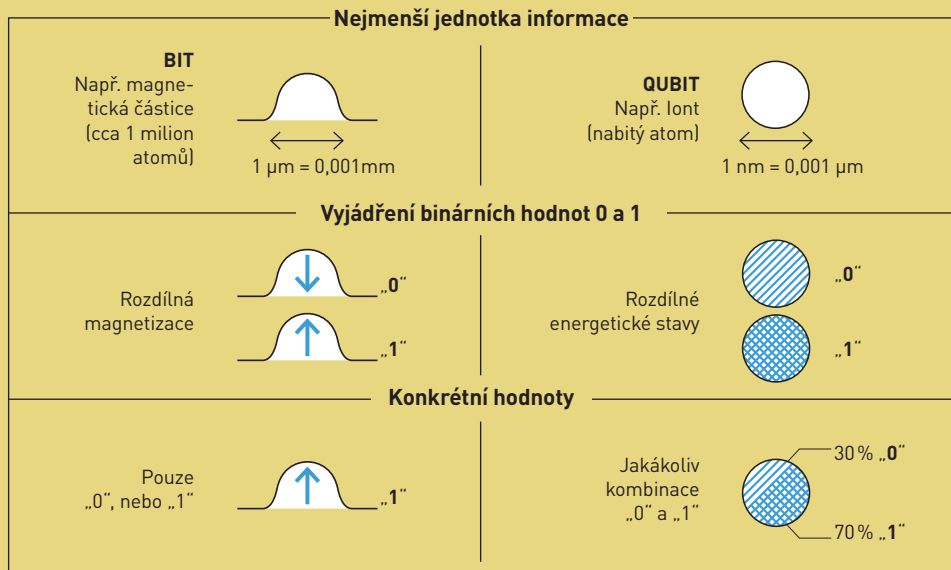 Nejmenší jednotka informace
BIT
Např. magne-
tická částice
(cca 1 milion
atomů)
1 µm = 0,001mm
QUBIT
Např. Iont
(nabitý atom)
1 nm = 0,001 µm
Vyjádření binárních hodnot 0 a 1
Rozdílná
magnetizace
„0“
„1“
Rozdílné
energetické stavy
„0“
„1“
Konkrétní hodnoty
Pouze
„0“, nebo „1“
„1“
Jakákoliv
kombinace
„0“ a „1“
30 % „0“
70 % „1“